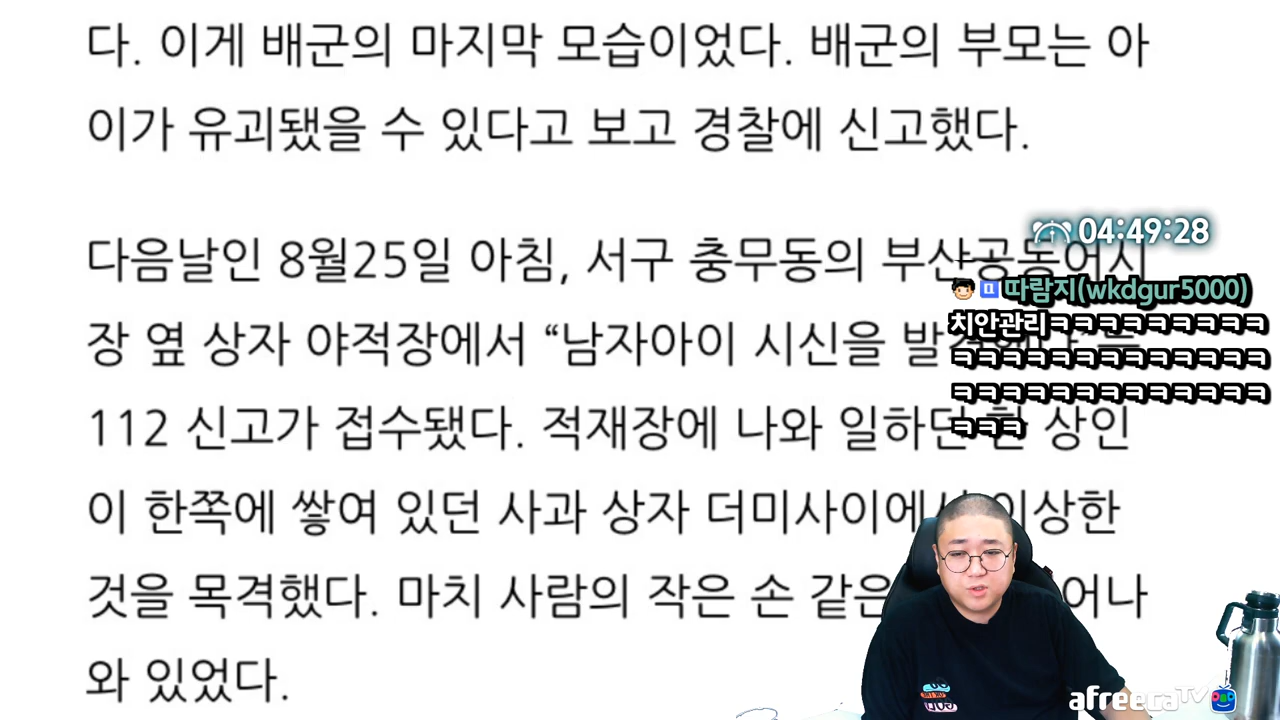 다. 이게 배군의 마지막 모습이었다. 배군의 부모는 아
이가 유괴됐을 수 있다고 보고 경찰에 신고했다.
다음날인 8월25일 아침, 서구 충무동의 부산공동어시
장 옆 상자 야적장에서 “남자아이 시신을
112 신고가 접수됐다. 적재장에 나와 일하던 한 상인
이 한쪽에 쌓여 있던 사과 상자 더미사이에서 이상한
것을 목격했다. 마치 사람의 작은 손 같은
와 있었다.
04:49:28
따람지(wkdgur5000)
치안관리ㅋㅋㅋㅋㅋㅋㅋㅋㅋ
ㅋㅋㅋㅋㅋㅋㅋㅋㅋㅋㅋㅋㅋ
ㅋㅋㅋㅋㅋㅋㅋㅋㅋㅋㅋㅋㅋ
ㅋㅋㅋ
afreecaTV